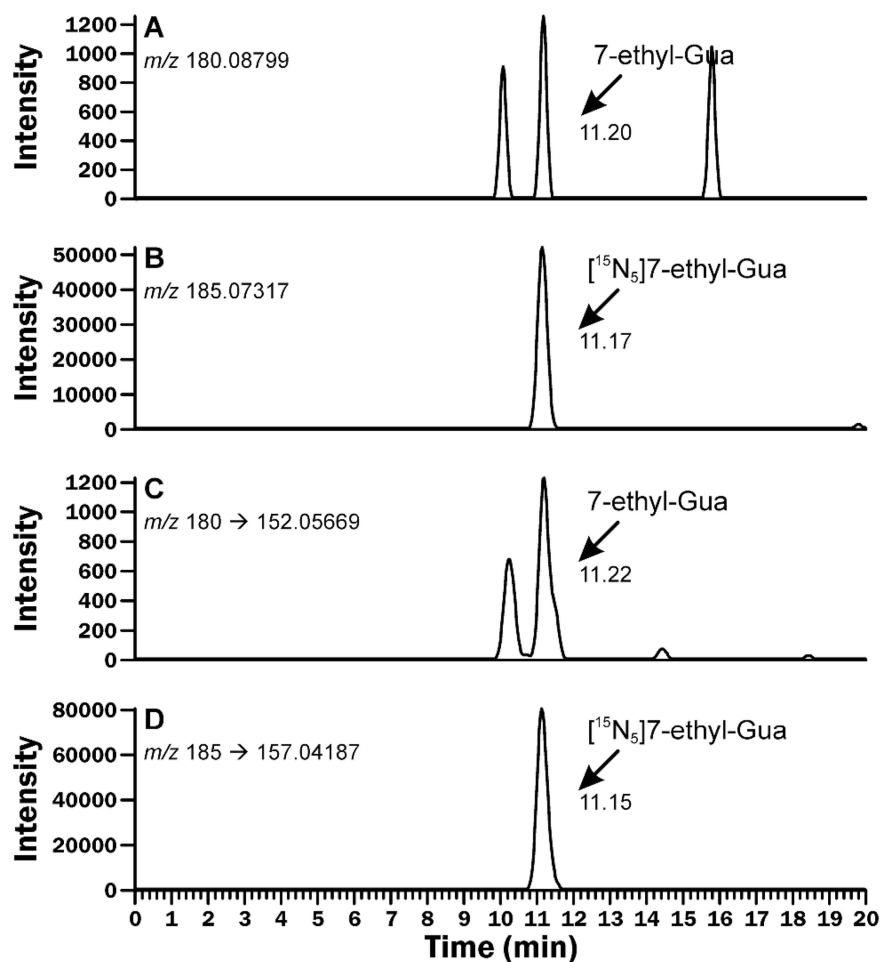 A
m/z 180.08799
7-ethyl-Gua
11.20
Intensity
1200
1000
800
600
400
200
0
B
m/z 185.07317
[¹⁵N₅]7-ethyl-Gua
11.17
Intensity
50000
40000
30000
20000
10000
0
C
m/z 180 → 152.05669
7-ethyl-Gua
11.22
Intensity
1200
1000
800
600
400
200
0
D
m/z 185 → 157.04187
[¹⁵N₅]7-ethyl-Gua
11.15
Intensity
80000
60000
40000
20000
0
0 1 2 3 4 5 6 7 8 9 10 11 12 13 14 15 16 17 18 19 20
Time (min)